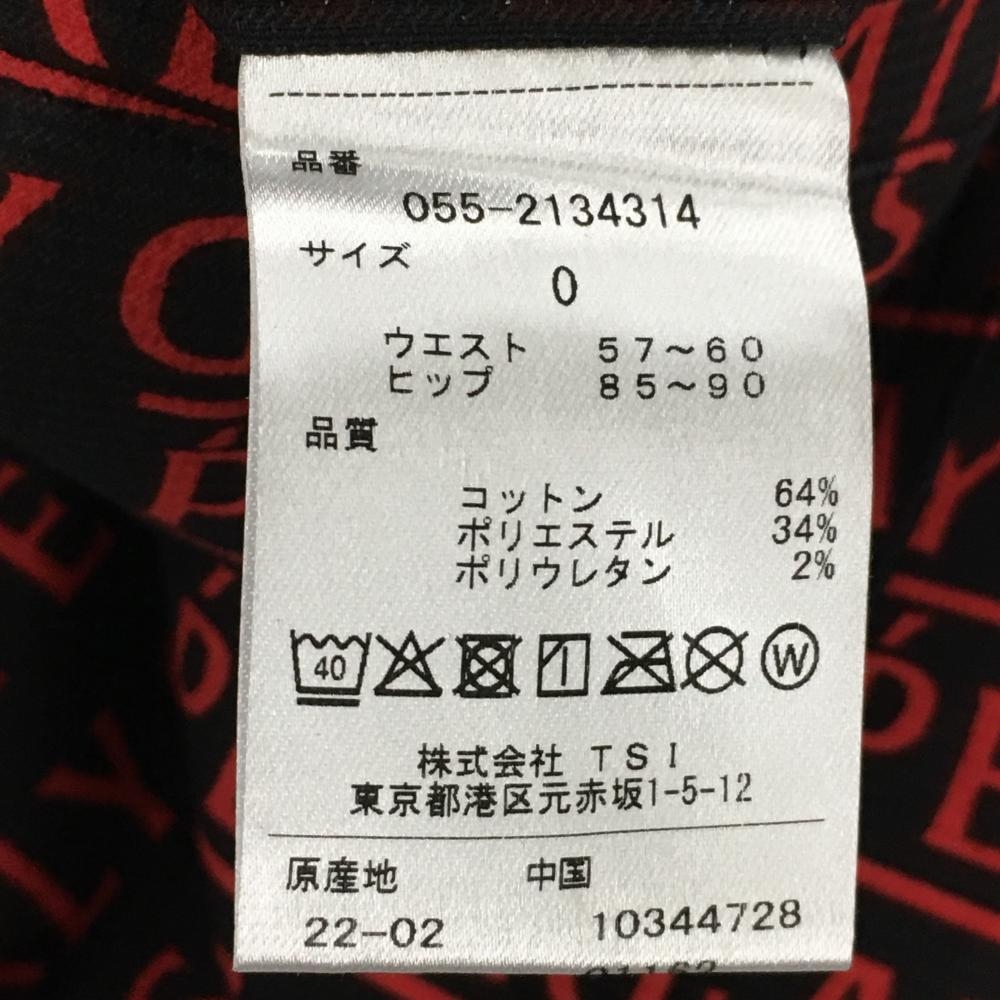 品番
055-2134314
サイズ
0
ウエスト 57～60
ヒップ 85～90
品質
コットン 64%
ポリエステル 34%
ポリウレタン 2%
40
W
株式会社 TSI
東京都港区元赤坂1-5-12
原産地 中国
22-02 10344728